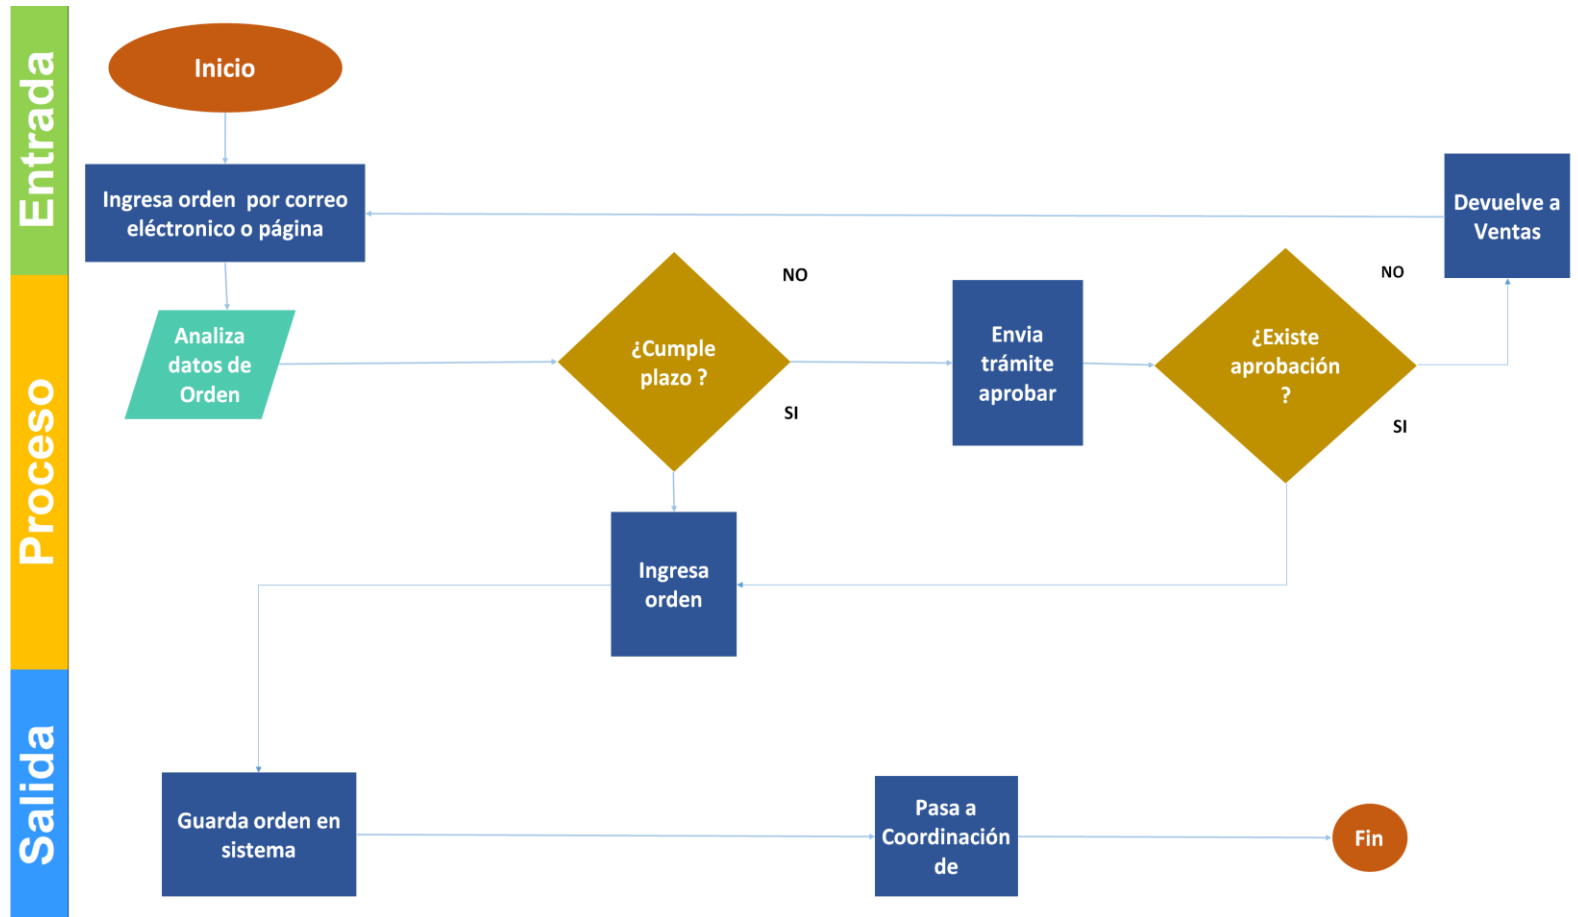 Entrada
Inicio
Ingresa orden por correo
eléctronico o página
Devuelve a
Ventas
Proceso
Analiza
datos de
Orden
¿Cumple
plazo ?
NO
SI
Envia
trámite
aprobar
¿Existe
aprobación
?
NO
SI
Ingresa
orden
Salida
Guarda orden en
sistema
Pasa a
Coordinación
de
Fin